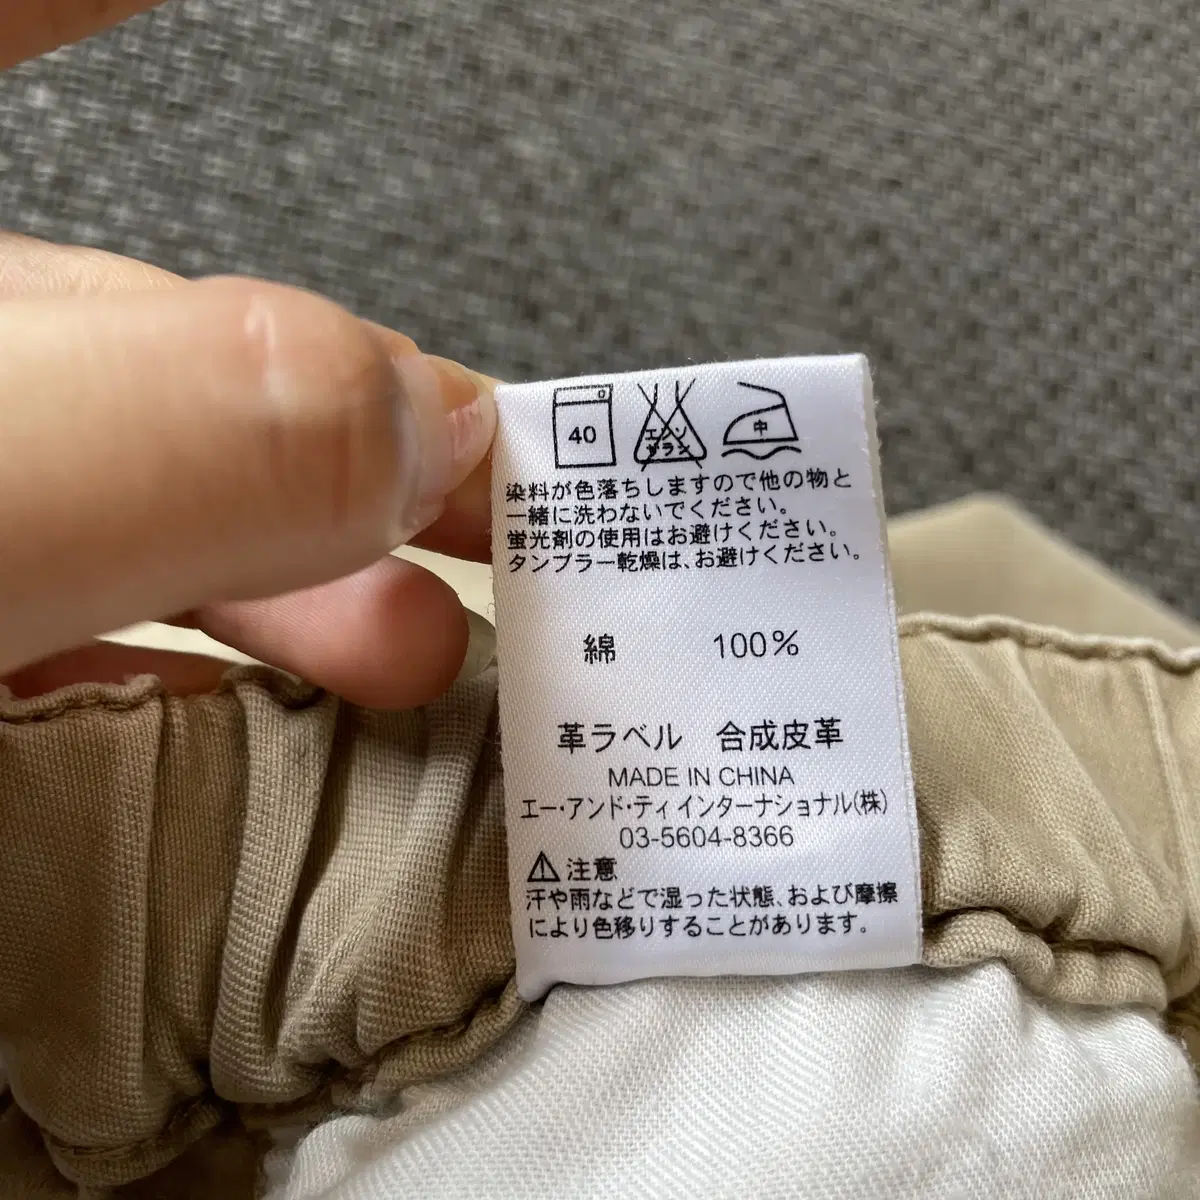 40
エンソ
サラシ
中
染料が色落ちしますので他の物と
一緒に洗わないでください。
蛍光剤の使用はお避けください。
タンブラー乾燥は、お避けください。
綿 100%
革ラベル 合成皮革
MADE IN CHINA
エー・アンド・ティインターナショナル(株)
03-5604-8366
注意
汗や雨などで湿った状態、および摩擦
により色移りすることがあります。